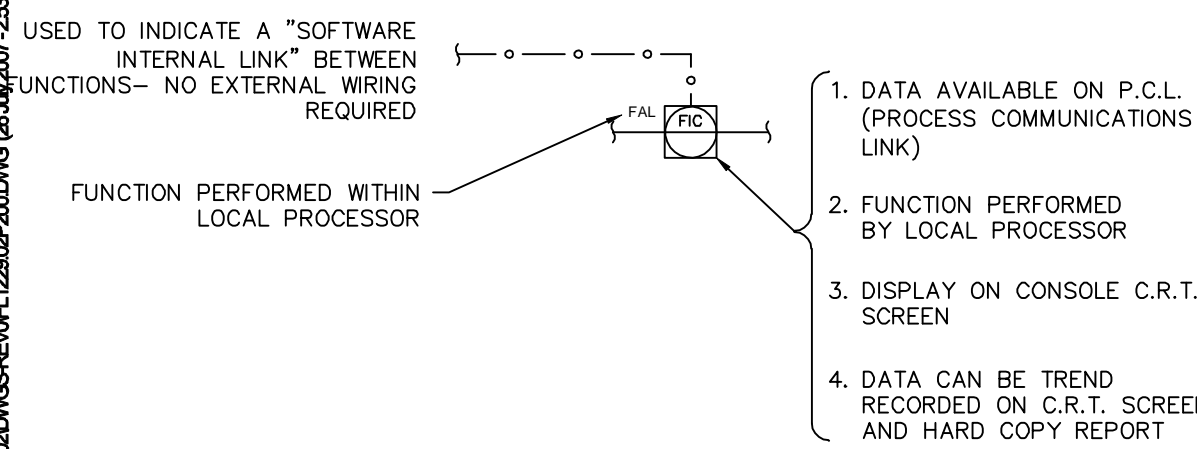 USED TO INDICATE A "SOFTWARE
INTERNAL LINK" BETWEEN
FUNCTIONS– NO EXTERNAL WIRING
REQUIRED
FAL
FIC
FUNCTION PERFORMED WITHIN
LOCAL PROCESSOR
1. DATA AVAILABLE ON P.C.L.
(PROCESS COMMUNICATIONS
LINK)
2. FUNCTION PERFORMED
BY LOCAL PROCESSOR
3. DISPLAY ON CONSOLE C.R.T.
SCREEN
4. DATA CAN BE TREND
RECORDED ON C.R.T. SCREEN
AND HARD COPY REPORT